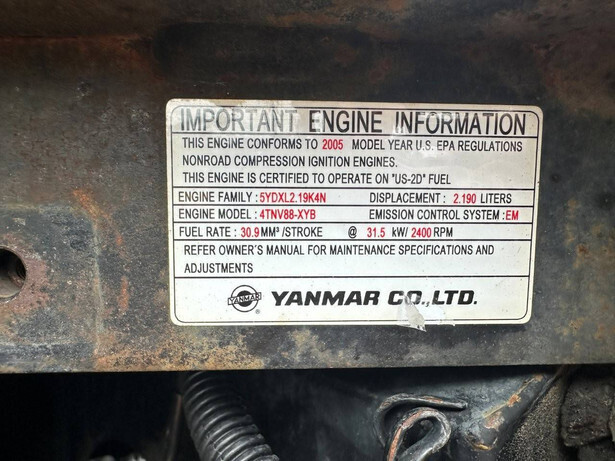 IMPORTANT ENGINE INFORMATION
THIS ENGINE CONFORMS TO 2005 MODEL YEAR U.S. EPA REGULATIONS
NONROAD COMPRESSION IGNITION ENGINES.
THIS ENGINE IS CERTIFIED TO OPERATE ON "US-2D" FUEL
ENGINE FAMILY : 5YDXL2.19K4N DISPLACEMENT : 2.190 LITERS
ENGINE MODEL : 4TNV88-XYB EMISSION CONTROL SYSTEM : EM
FUEL RATE : 30.9 MM³ /STROKE @ 31.5 kW/ 2400 RPM
REFER OWNER'S MANUAL FOR MAINTENANCE SPECIFICATIONS AND
ADJUSTMENTS
YANMAR ® YANMAR CO.,LTD.